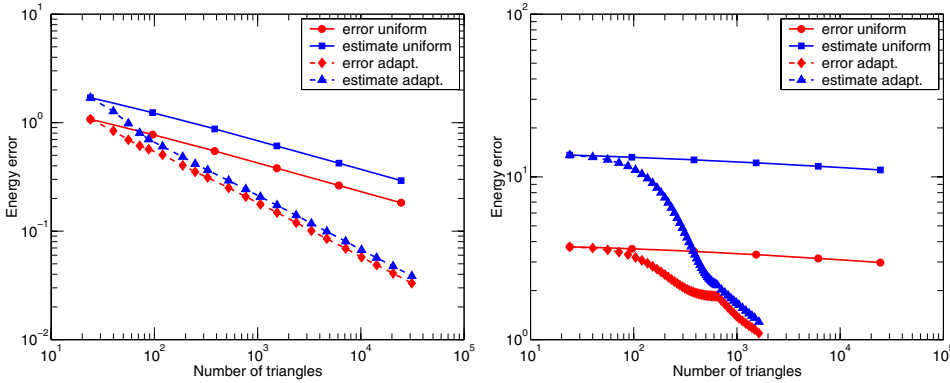 10^1
10^0
10^-1
10^-2
10^1
10^2
10^3
10^4
10^5
Energy error
Number of triangles
error uniform
estimate uniform
error adapt.
estimate adapt.
10^2
10^1
10^0
10^1
10^2
10^3
10^4
10^5
Energy error
Number of triangles
error uniform
estimate uniform
error adapt.
estimate adapt.